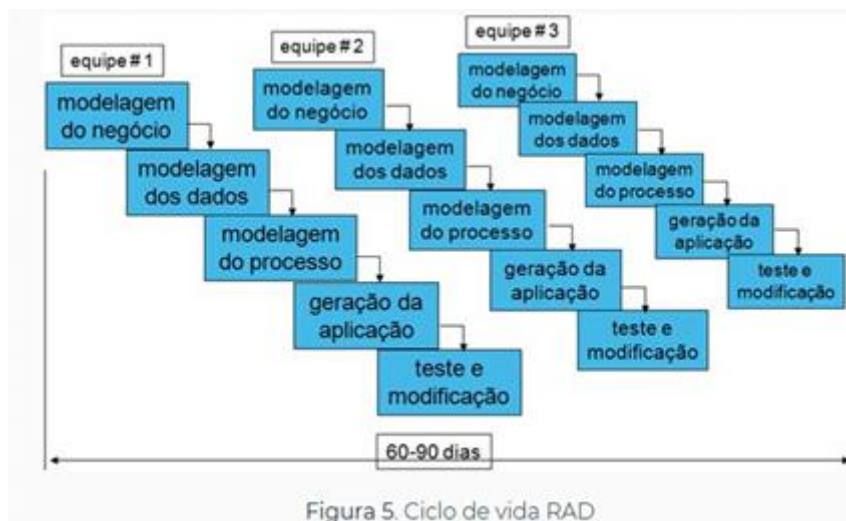 equipe # 1
modelagem
do negócio
modelagem
dos dados
modelagem
do processo
geração da
aplicação
teste e
modificação
equipe # 2
modelagem
do negócio
modelagem
dos dados
modelagem
do processo
geração da
aplicação
teste e
modificação
equipe # 3
modelagem
do negócio
modelagem
dos dados
modelagem
do processo
geração da
aplicação
teste e
modificação
60-90 dias
Figura 5. Ciclo de vida RAD